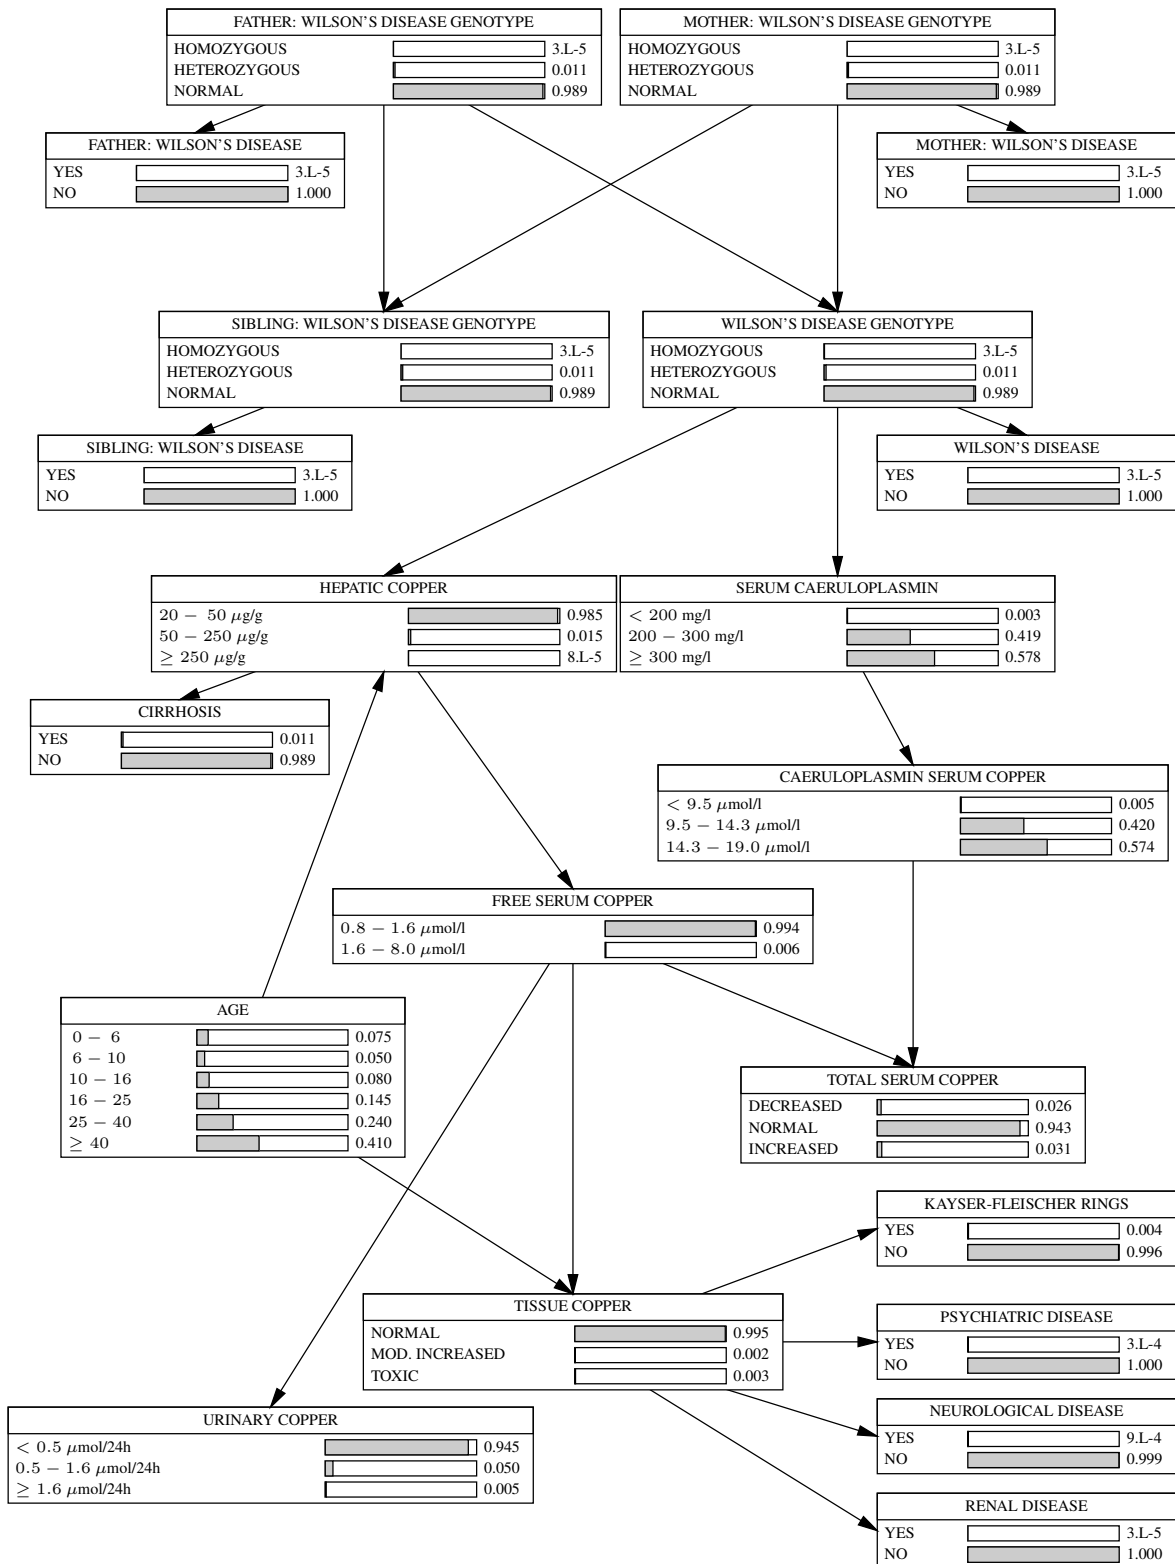 FATHER: WILSON'S DISEASE GENOTYPE
HOMOZYGOUS 3.L-5
HETEROZYGOUS 0.011
NORMAL 0.989
MOTHER: WILSON'S DISEASE GENOTYPE
HOMOZYGOUS 3.L-5
HETEROZYGOUS 0.011
NORMAL 0.989
FATHER: WILSON'S DISEASE
YES 3.L-5
NO 1.000
MOTHER: WILSON'S DISEASE
YES 3.L-5
NO 1.000
SIBLING: WILSON'S DISEASE GENOTYPE
HOMOZYGOUS 3.L-5
HETEROZYGOUS 0.011
NORMAL 0.989
WILSON'S DISEASE GENOTYPE
HOMOZYGOUS 3.L-5
HETEROZYGOUS 0.011
NORMAL 0.989
SIBLING: WILSON'S DISEASE
YES 3.L-5
NO 1.000
WILSON'S DISEASE
YES 3.L-5
NO 1.000
HEPATIC COPPER
20 − 50 μg/g 0.985
50 − 250 μg/g 0.015
≥ 250 μg/g 8.L-5
SERUM CAERULOPLASMIN
< 200 mg/l 0.003
200 − 300 mg/l 0.419
≥ 300 mg/l 0.578
CIRRHOSIS
YES 0.011
NO 0.989
CAERULOPLASMIN SERUM COPPER
< 9.5 μmol/l 0.005
9.5 − 14.3 μmol/l 0.420
14.3 − 19.0 μmol/l 0.574
FREE SERUM COPPER
0.8 − 1.6 μmol/l 0.994
1.6 − 8.0 μmol/l 0.006
AGE
0 − 6 0.075
6 − 10 0.050
10 − 16 0.080
16 − 25 0.145
25 − 40 0.240
≥ 40 0.410
TOTAL SERUM COPPER
DECREASED 0.026
NORMAL 0.943
INCREASED 0.031
KAYSER-FLEISCHER RINGS
YES 0.004
NO 0.996
TISSUE COPPER
NORMAL 0.995
MOD. INCREASED 0.002
TOXIC 0.003
PSYCHIATRIC DISEASE
YES 3.L-4
NO 1.000
URINARY COPPER
< 0.5 μmol/24h 0.945
0.5 − 1.6 μmol/24h 0.050
≥ 1.6 μmol/24h 0.005
NEUROLOGICAL DISEASE
YES 9.L-4
NO 0.999
RENAL DISEASE
YES 3.L-5
NO 1.000